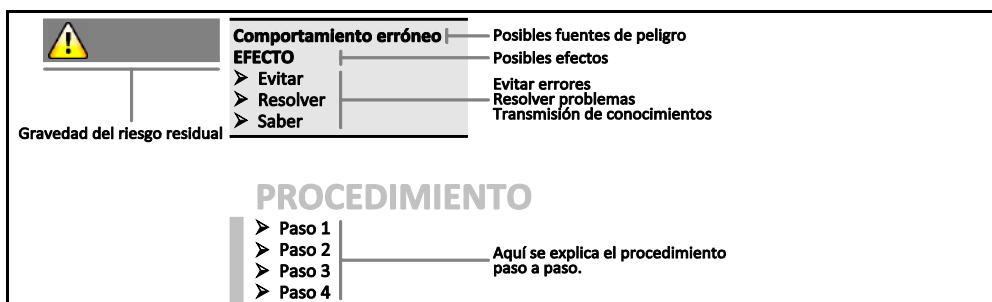 Comportamiento erróneo
Posibles fuentes de peligro
EFECTO
Posibles efectos
➤ Evitar
➤ Resolver
➤ Saber
Evitar errores
Resolver problemas
Transmisión de conocimientos
Gravedad del riesgo residual
PROCEDIMIENTO
➤ Paso 1
➤ Paso 2
➤ Paso 3
➤ Paso 4
Aquí se explica el procedimiento
paso a paso.